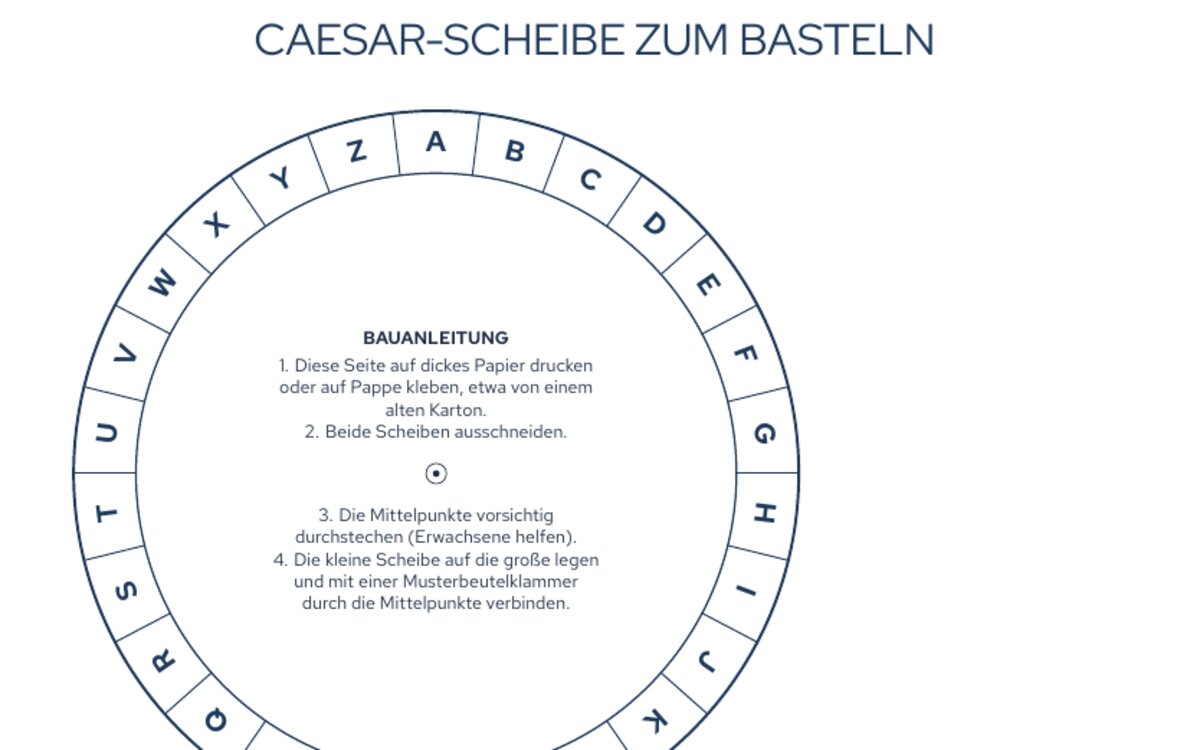 CAESAR-SCHEIBE ZUM BASTELN
A
B
C
D
E
F
G
H
I
J
K
Q
R
S
T
U
V
W
X
Y
Z
BAUANLEITUNG
1. Diese Seite auf dickes Papier drucken
oder auf Pappe kleben, etwa von einem
alten Karton.
2. Beide Scheiben ausschneiden.
3. Die Mittelpunkte vorsichtig
durchstechen (Erwachsene helfen).
4. Die kleine Scheibe auf die große legen
und mit einer Musterbeutelklammer
durch die Mittelpunkte verbinden.